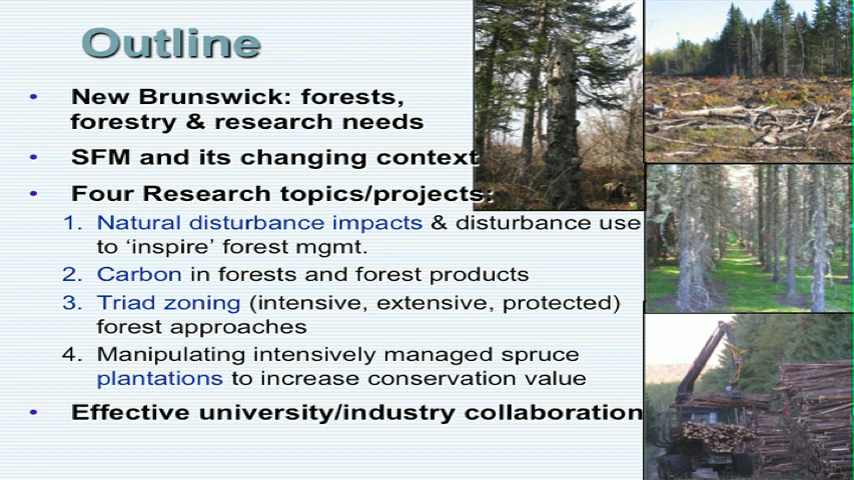 Outline
• New Brunswick: forests,
forestry & research needs
• SFM and its changing context
• Four Research topics/projects:
1. Natural disturbance impacts & disturbance use
to ‘inspire’ forest mgmt.
2. Carbon in forests and forest products
3. Triad zoning (intensive, extensive, protected)
forest approaches
4. Manipulating intensively managed spruce
plantations to increase conservation value
• Effective university/industry collaboration